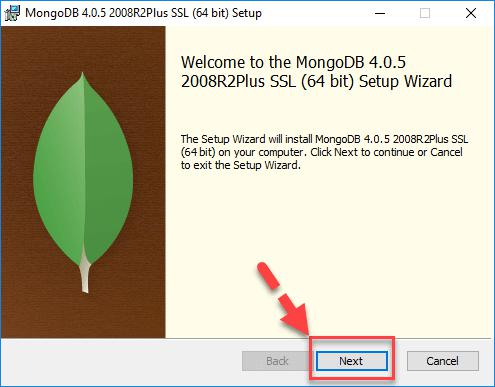 MongoDB 4.0.5 2008R2Plus SSL (64 bit) Setup
Welcome to the MongoDB 4.0.5
2008R2Plus SSL (64 bit) Setup Wizard
The Setup Wizard will install MongoDB 4.0.5 2008R2Plus SSL
(64 bit) on your computer. Click Next to continue or Cancel
to exit the Setup Wizard.
Back Next Cancel